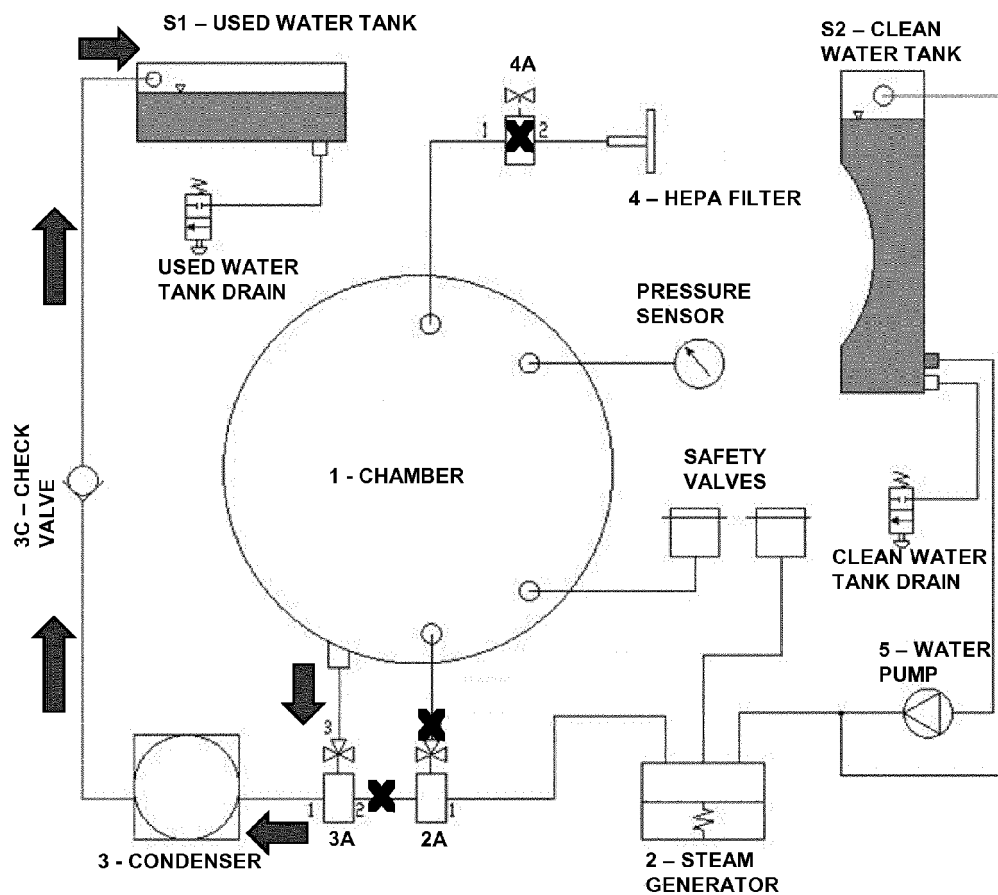 S1 – USED WATER TANK
S2 – CLEAN
WATER TANK
4A
1
2
4 – HEPA FILTER
USED WATER
TANK DRAIN
PRESSURE
SENSOR
1 - CHAMBER
SAFETY
VALVES
3C – CHECK
VALVE
CLEAN WATER
TANK DRAIN
5 – WATER
PUMP
3
1
2
1
3A
2A
3 - CONDENSER
2 – STEAM
GENERATOR